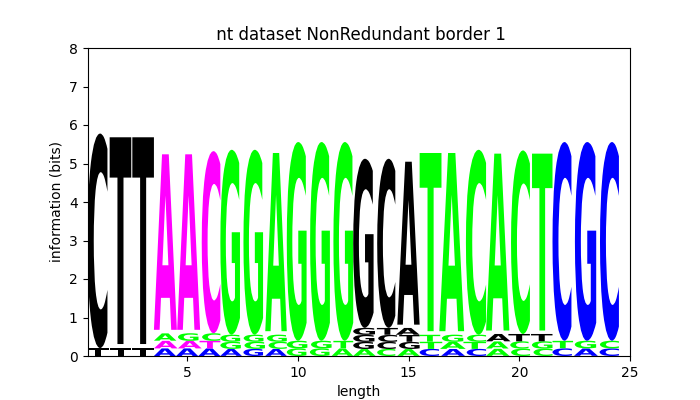 nt dataset NonRedundant border 1
8
7
6
5
4
3
2
1
0
information (bits)
CTTAACGGAGGGGCATACACTCGC
TTTAAAAGAGGAACACACACCCAC
5
10
15
20
25
length